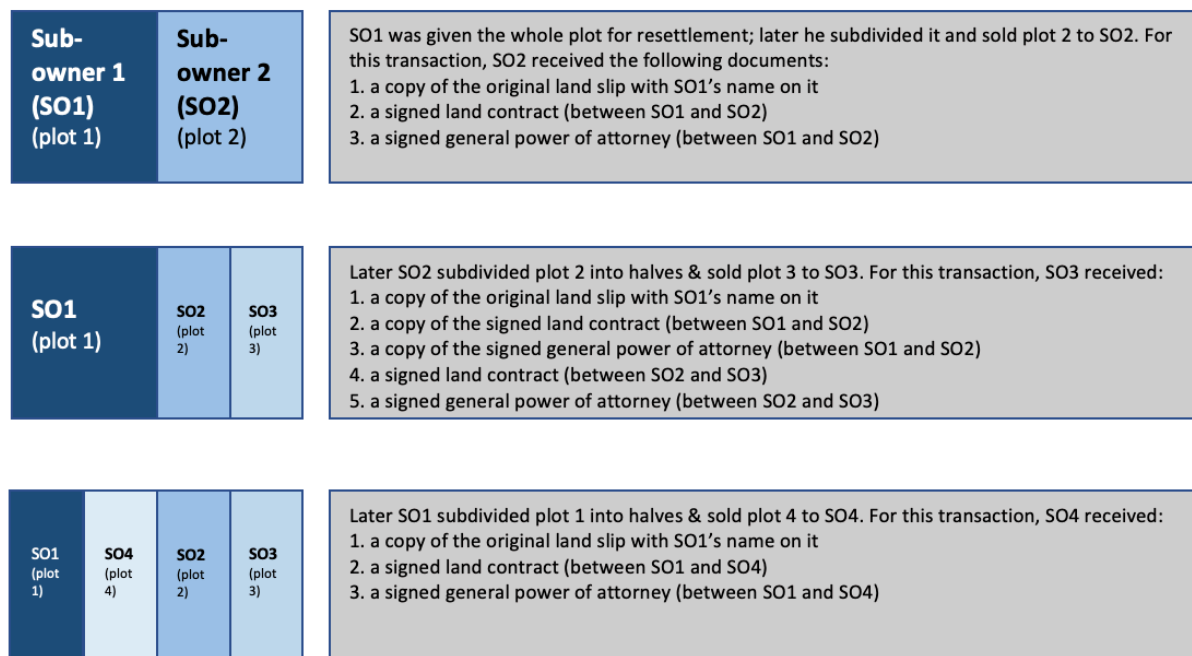 Sub-
owner 1
(SO1)
(plot 1)
Sub-
owner 2
(SO2)
(plot 2)
SO1 was given the whole plot for resettlement; later he subdivided it and sold plot 2 to SO2. For
this transaction, SO2 received the following documents:
1. a copy of the original land slip with SO1’s name on it
2. a signed land contract (between SO1 and SO2)
3. a signed general power of attorney (between SO1 and SO2)
SO1
(plot 1)
SO2
(plot
2)
SO3
(plot
3)
Later SO2 subdivided plot 2 into halves & sold plot 3 to SO3. For this transaction, SO3 received:
1. a copy of the original land slip with SO1’s name on it
2. a copy of the signed land contract (between SO1 and SO2)
3. a copy of the signed general power of attorney (between SO1 and SO2)
4. a signed land contract (between SO2 and SO3)
5. a signed general power of attorney (between SO2 and SO3)
SO1
(plot
1)
SO4
(plot
4)
SO2
(plot
2)
SO3
(plot
3)
Later SO1 subdivided plot 1 into halves & sold plot 4 to SO4. For this transaction, SO4 received:
1. a copy of the original land slip with SO1’s name on it
2. a signed land contract (between SO1 and SO4)
3. a signed general power of attorney (between SO1 and SO4)